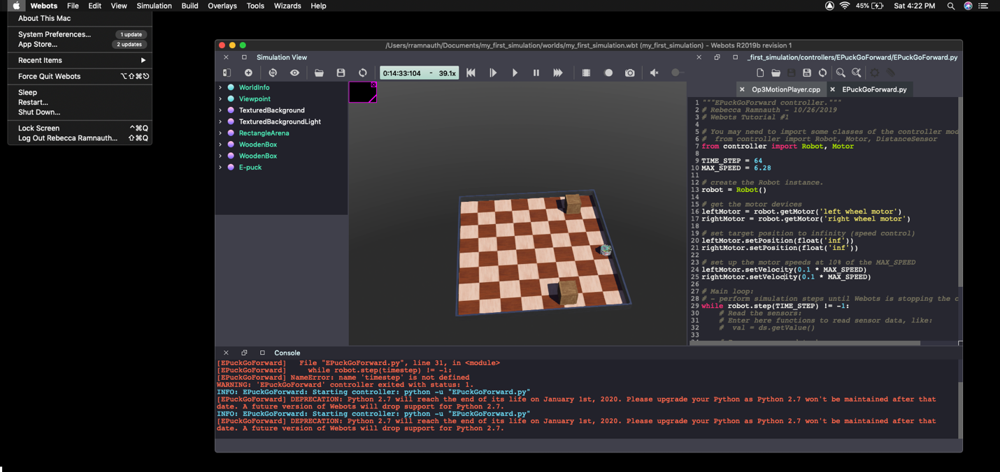 Webots File Edit View Simulation Build Overlays Tools Wizards Help
45% Sat 4:22 PM
About This Mac
System Preferences... 1 update
App Store... 2 updates
Recent Items
Force Quit Webots ⌥⇧⌘⎋
Sleep
Restart...
Shut Down...
Lock Screen ^⌘Q
Log Out Rebecca Ramnauth... ⇧⌘Q
/Users/rramnauth/Documents/my_first_simulation/worlds/my_first_simulation.wbt (my_first_simulation) - Webots R2019b revision 1
Simulation View
_first_simulation/controllers/EPuckGoForward/EPuckGoForward.py
0:14:33:104 - 39.1x
WorldInfo
Viewpoint
TexturedBackground
TexturedBackgroundLight
RectangleArena
WoodenBox
WoodenBox
E-puck
Op3MotionPlayer.cpp EPuckGoForward.py
1 """EPuckGoForward controller."""
2 # Rebecca Ramnauth - 10/26/2019
3 # Webots Tutorial #1
4
5 # You may need to import some classes of the controller mod
6 #  from controller import Robot, Motor, DistanceSensor
7 from controller import Robot, Motor
8
9 TIME_STEP = 64
10 MAX_SPEED = 6.28
11
12 # create the Robot instance.
13 robot = Robot()
14
15 # get the motor devices
16 leftMotor = robot.getMotor('left wheel motor')
17 rightMotor = robot.getMotor('right wheel motor')
18
19 # set target position to infinity (speed control)
20 leftMotor.setPosition(float('inf'))
21 rightMotor.setPosition(float('inf'))
22
23 # set up the motor speeds at 10% of the MAX_SPEED
24 leftMotor.setVelocity(0.1 * MAX_SPEED)
25 rightMotor.setVelocity(0.1 * MAX_SPEED)
26
27 # Main loop:
28 # - perform simulation steps until Webots is stopping the c
29 while robot.step(TIME_STEP) != -1:
30     # Read the sensors:
31     # Enter here functions to read sensor data, like:
32     #  val = ds.getValue()
33
Console
[EPuckGoForward]   File "EPuckGoForward.py", line 31, in <module>
[EPuckGoForward]     while robot.step(timestep) != -1:
[EPuckGoForward] NameError: name 'timestep' is not defined
WARNING: 'EPuckGoForward' controller exited with status: 1.
INFO: EPuckGoForward: Starting controller: python -u "EPuckGoForward.py"
[EPuckGoForward] DEPRECATION: Python 2.7 will reach the end of its life on January 1st, 2020. Please upgrade your Python as Python 2.7 won't be maintained after that
date. A future version of Webots will drop support for Python 2.7.
INFO: EPuckGoForward: Starting controller: python -u "EPuckGoForward.py"
[EPuckGoForward] DEPRECATION: Python 2.7 will reach the end of its life on January 1st, 2020. Please upgrade your Python as Python 2.7 won't be maintained after that
date. A future version of Webots will drop support for Python 2.7.